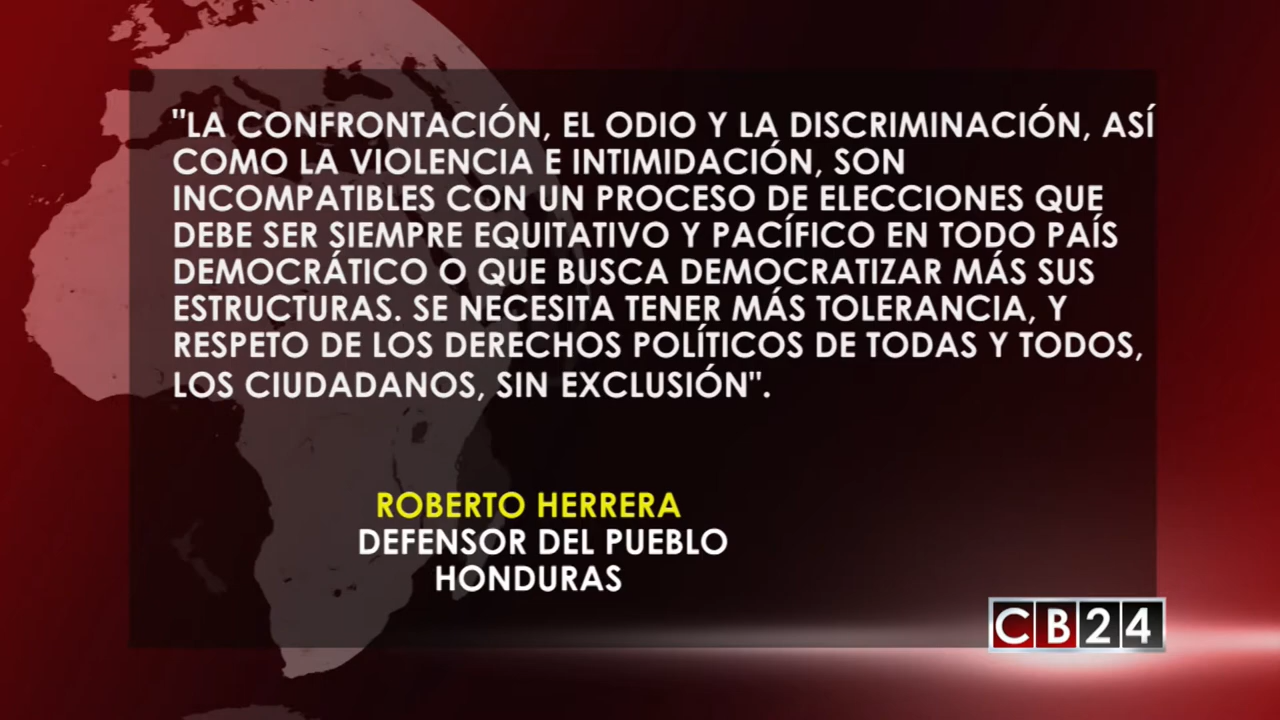 "LA CONFRONTACIÓN, EL ODIO Y LA DISCRIMINACIÓN, ASÍ
COMO LA VIOLENCIA E INTIMIDACIÓN, SON
INCOMPATIBLES CON UN PROCESO DE ELECCIONES QUE
DEBE SER SIEMPRE EQUITATIVO Y PACÍFICO EN TODO PAÍS
DEMOCRÁTICO O QUE BUSCA DEMOCRATIZAR MÁS SUS
ESTRUCTURAS. SE NECESITA TENER MÁS TOLERANCIA, Y
RESPETO DE LOS DERECHOS POLÍTICOS DE TODAS Y TODOS,
LOS CIUDADANOS, SIN EXCLUSIÓN".
ROBERTO HERRERA
DEFENSOR DEL PUEBLO
HONDURAS
CB24